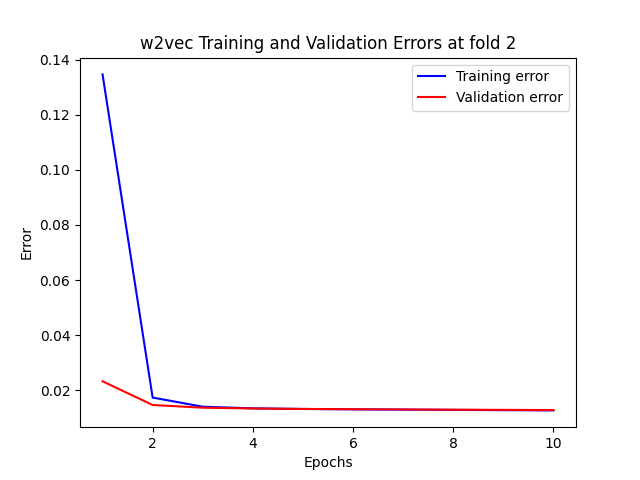 w2vec Training and Validation Errors at fold 2
Training error
Validation error
Error
0.14
0.12
0.10
0.08
0.06
0.04
0.02
2 4 6 8 10
Epochs